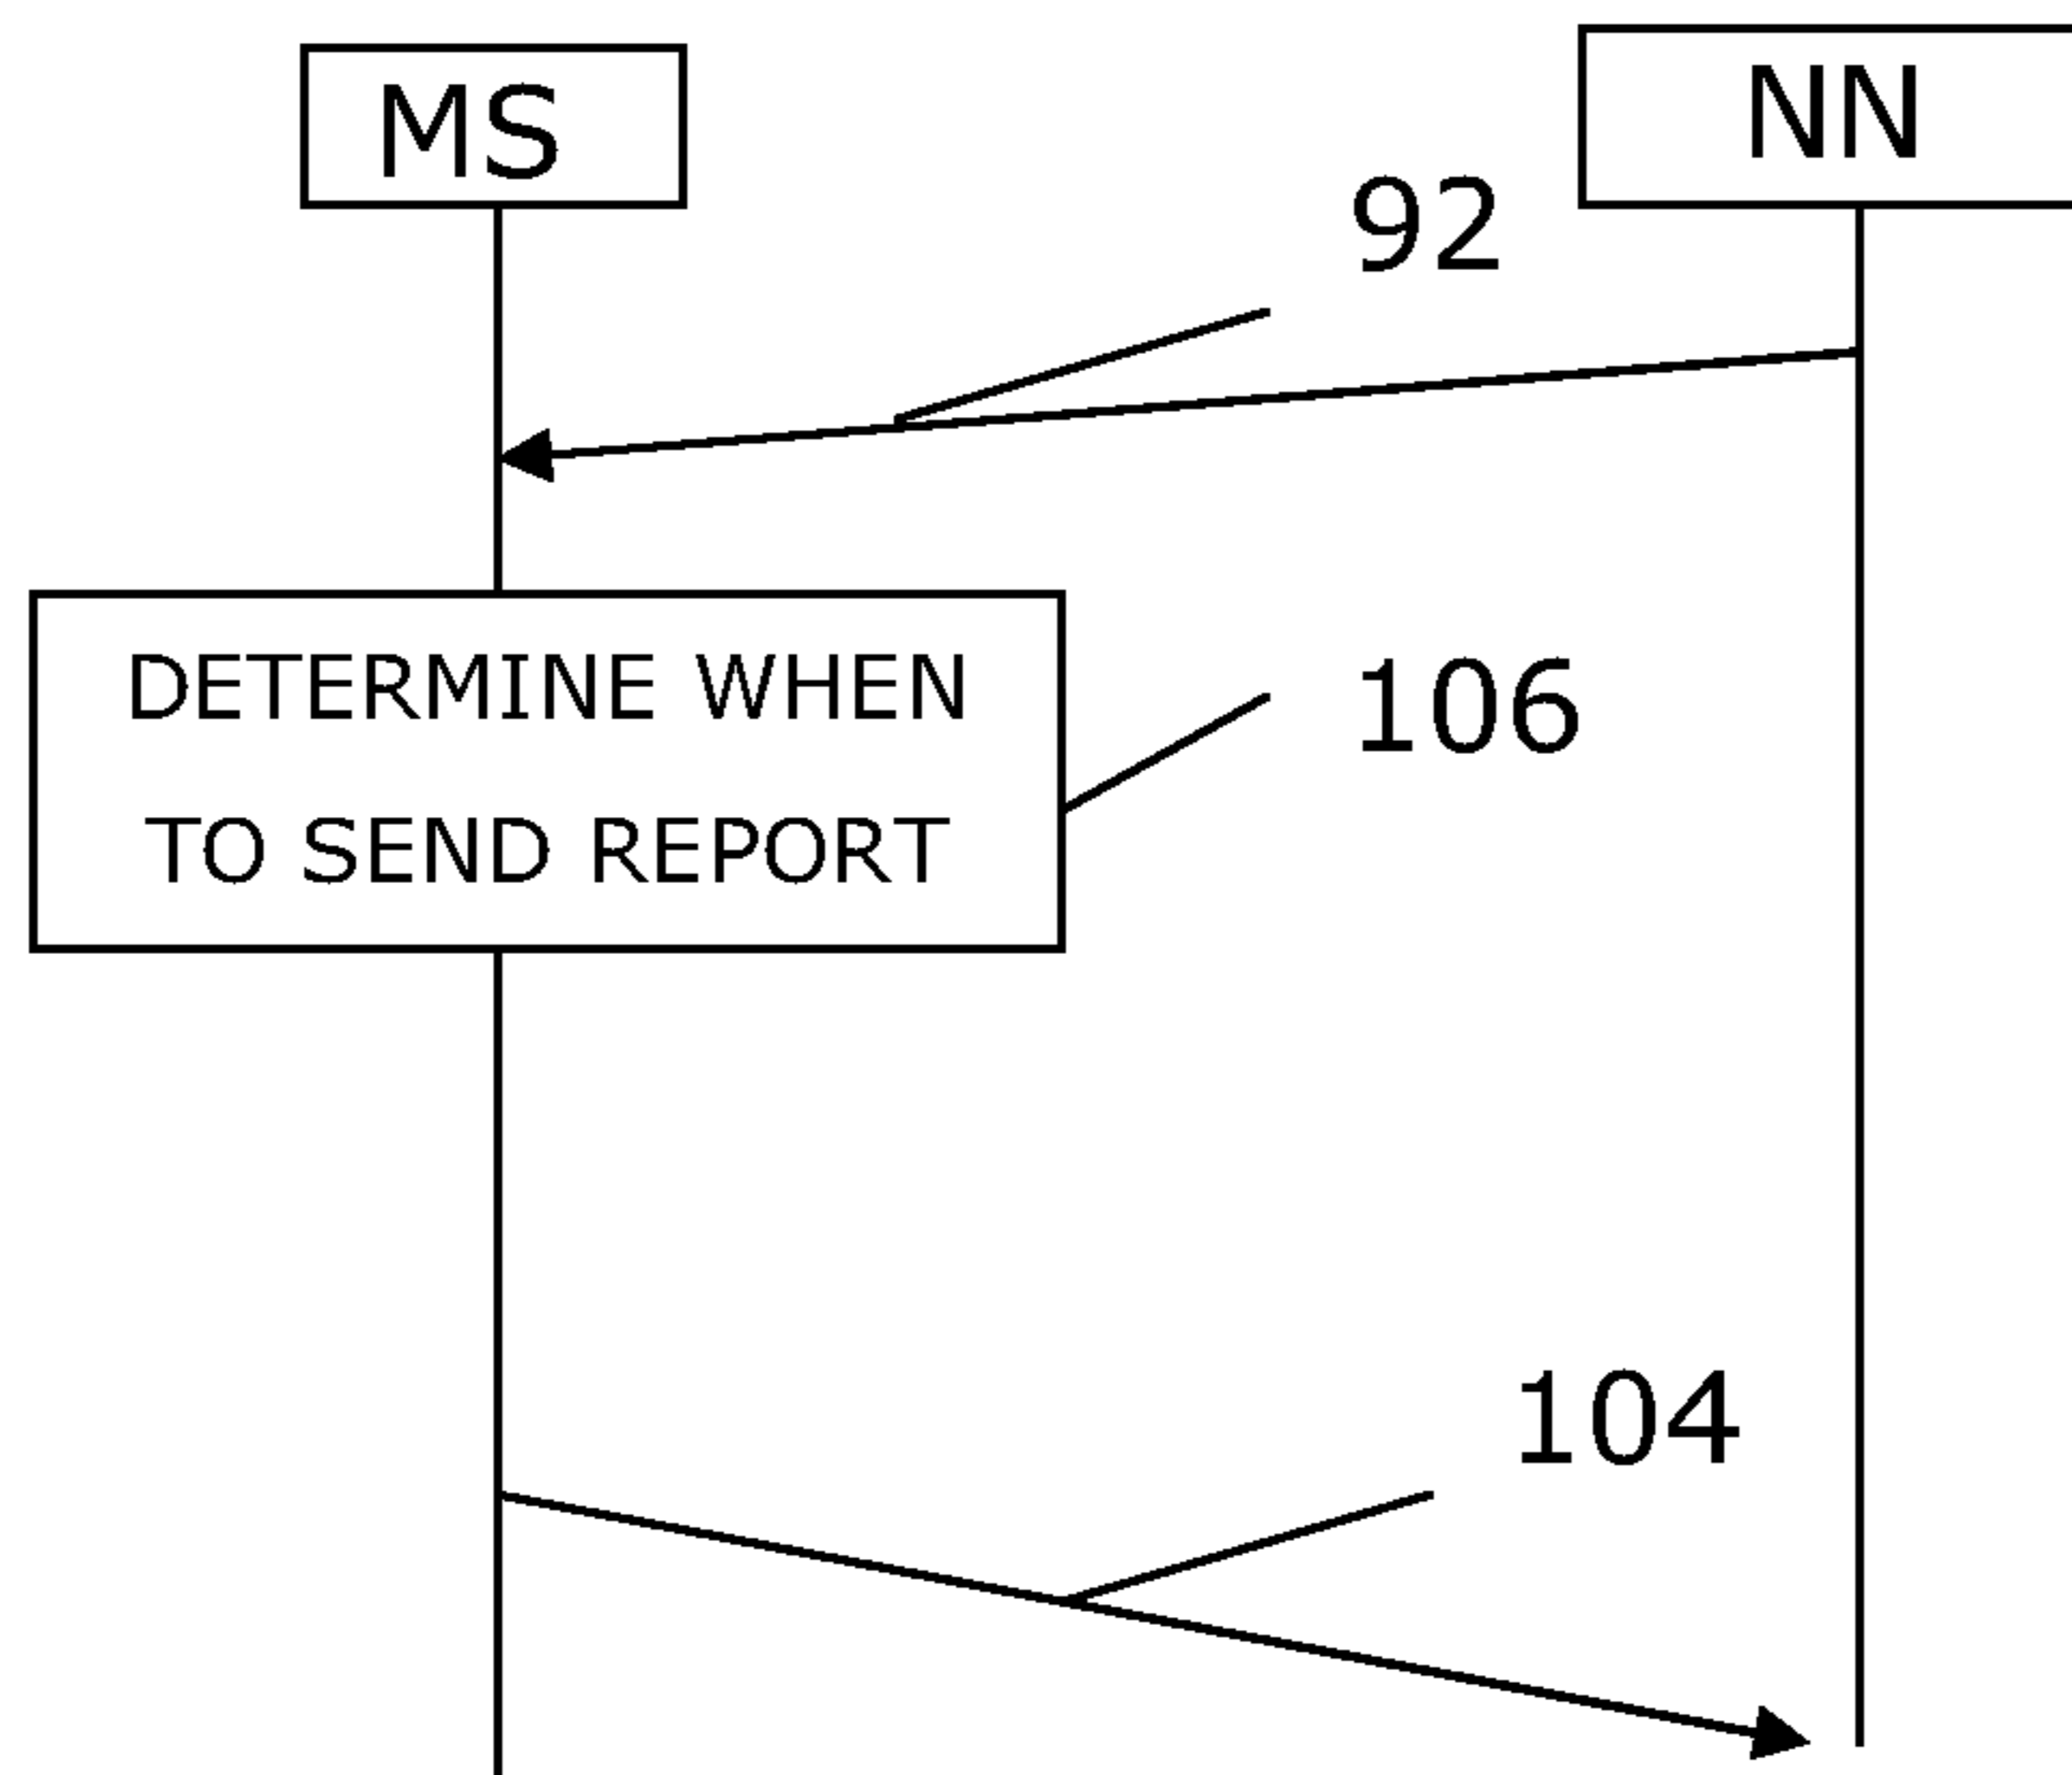 MS
NN
92
DETERMINE WHEN
TO SEND REPORT
106
104